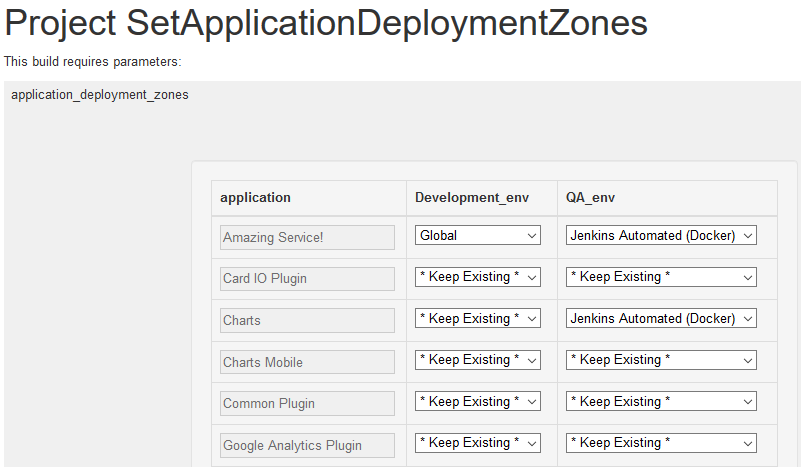 Project SetApplicationDeploymentZones
This build requires parameters:
application_deployment_zones
application Development_env QA_env
Amazing Service! Global Jenkins Automated (Docker)
Card IO Plugin * Keep Existing * * Keep Existing *
Charts * Keep Existing * Jenkins Automated (Docker)
Charts Mobile * Keep Existing * * Keep Existing *
Common Plugin * Keep Existing * * Keep Existing *
Google Analytics Plugin * Keep Existing * * Keep Existing *